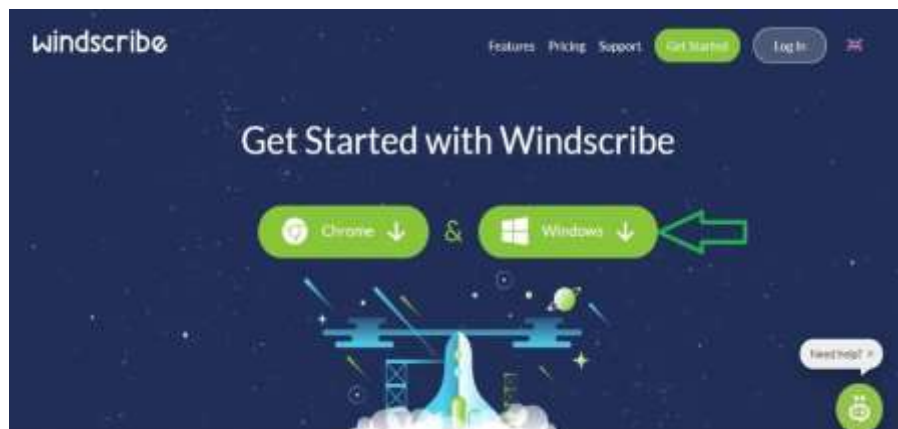 windscribe
Features Pricing Support Get Started Log In
Get Started with Windscribe
Chrome & Windows
Need help? ×